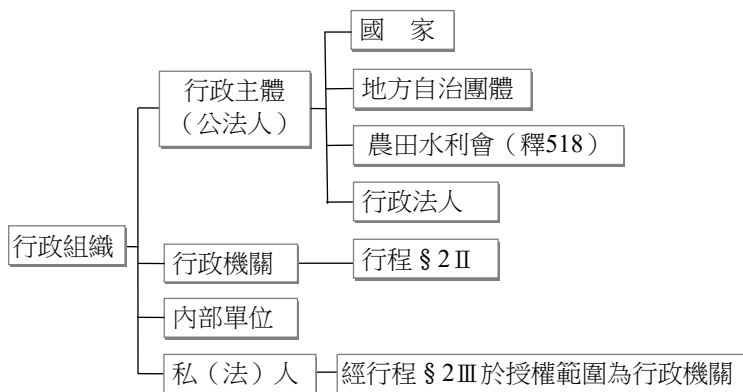 行政組織
行政主體
（公法人）
國　家
地方自治團體
農田水利會（釋518）
行政法人
行政機關
行程§2Ⅱ
內部單位
私（法）人
經行程§2Ⅲ於授權範圍為行政機關